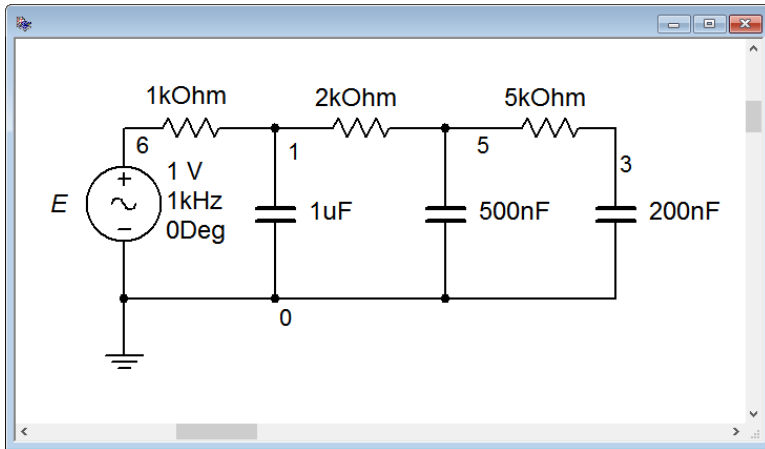 1kOhm
2kOhm
5kOhm
6
1
5
3
E
+
1 V
1kHz
0Deg
−
1uF
500nF
200nF
0